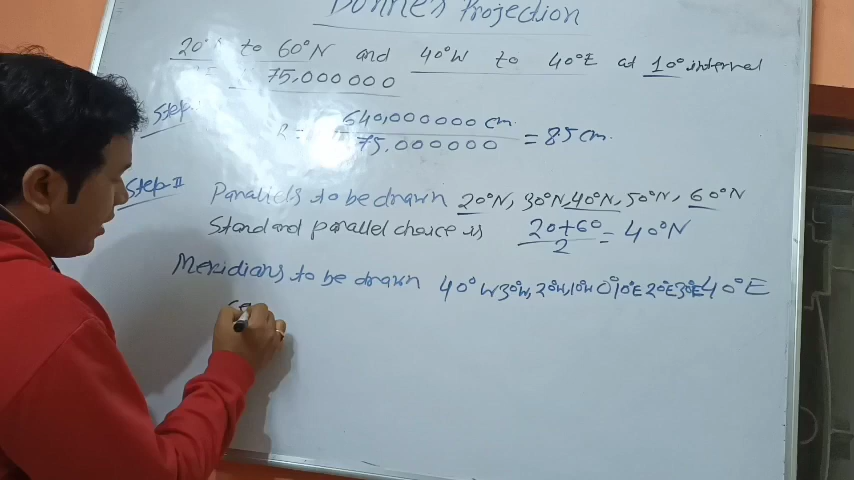 Bonne's Projection
20°N to 60°N and 40°W to 40°E at 10° interval
75,000000
Step:
R = 640,000000 cm.
75,000000 = 85 cm.
Step II Parallels to be drawn 20°N, 30°N, 40°N, 50°N, 60°N
Standard parallel choice is 20+60 = 40°N
2
Meridians to be drawn 40°W 30°W, 20°W, 10°W 0° 10°E 20°E 30°E 40°E